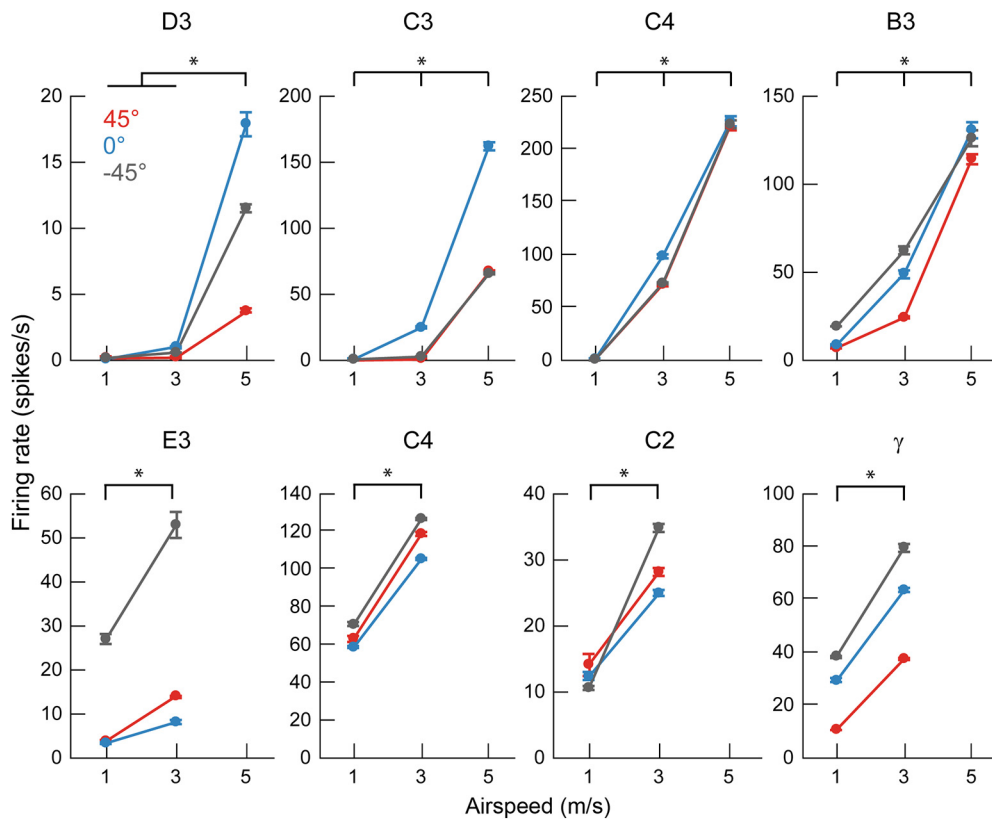 D3 C3 C4 B3
* * * *
20 200 250 150
45°
0°
-45°
15 150 200
100
10 100 150
100
5 50 50
50
0 0 0 0
1 3 5 1 3 5 1 3 5 1 3 5
Firing rate (spikes/s)
E3 C4 C2 γ
* * * *
60 140 40 100
50 120
80
40 100 30
80 60
30 20
60 40
20 40 10
10 20 20
0 0 0 0
1 3 5 1 3 5 1 3 5 1 3 5
Airspeed (m/s)